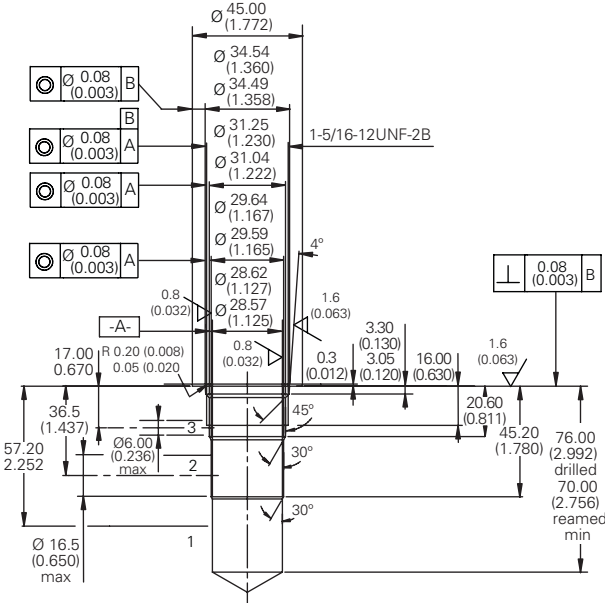 Ø 45.00
(1.772)
Ø 34.54
(1.360)
Ø 34.49
(1.358)
Ø 0.08
(0.003)
B
B
Ø 31.25
(1.230)
1-5/16-12UNF-2B
Ø 0.08
(0.003)
A
Ø 31.04
(1.222)
Ø 0.08
(0.003)
A
Ø 29.64
(1.167)
4°
Ø 29.59
(1.165)
Ø 0.08
(0.003)
A
0.08
(0.003)
B
Ø 28.62
(1.127)
0.8
(0.032)
Ø 28.57
(1.125)
1.6
(0.063)
-A-
0.8
(0.032)
3.30
(0.130)
1.6
(0.063)
17.00
0.670
R 0.20 (0.008)
0.05 (0.020
0.3
(0.012)
3.05
(0.120)
16.00
(0.630)
36.5
(1.437)
45°
20.60
(0.811)
3
Ø6.00
(0.236)
max
45.20
(1.780)
76.00
(2.992)
drilled
70.00
(2.756)
reamed
min
57.20
2.252
2
30°
30°
1
Ø 16.5
(0.650)
max